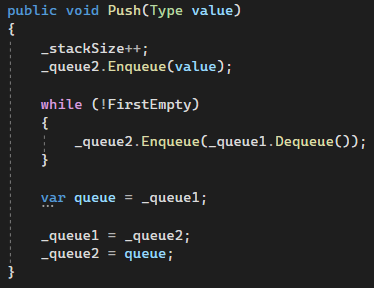 public void Push(Type value)
{
    _stackSize++;
    _queue2.Enqueue(value);

    while (!FirstEmpty)
    {
        _queue2.Enqueue(_queue1.Dequeue());
    }

    var queue = _queue1;

    _queue1 = _queue2;
    _queue2 = queue;
}